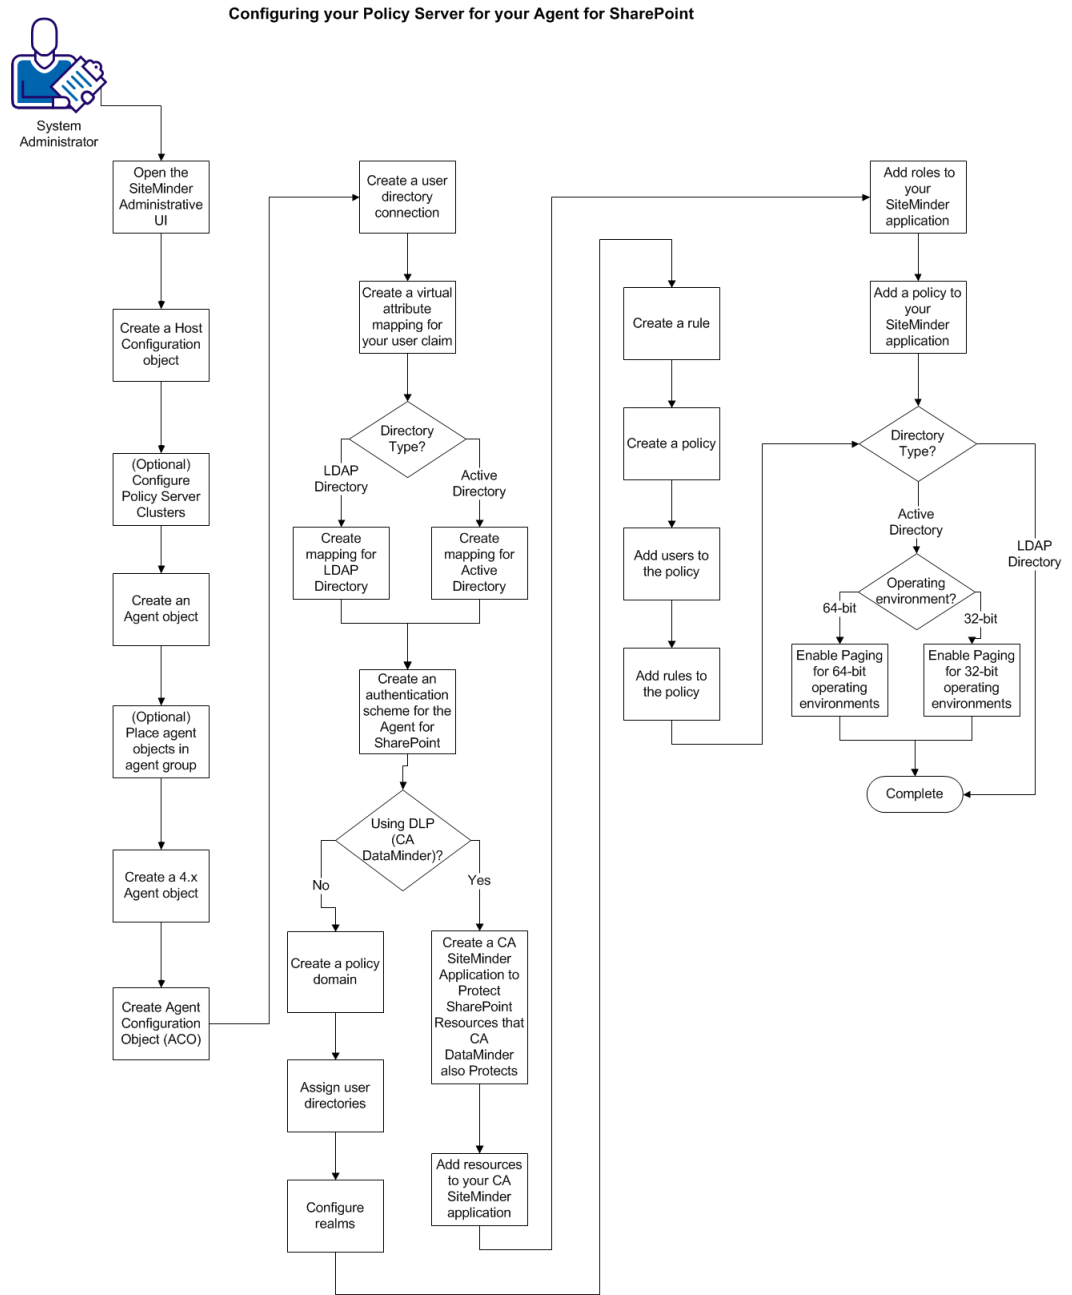 Configuring your Policy Server for your Agent for SharePoint
System
Administrator
Open the
SiteMinder
Administrative
UI
Create a Host
Configuration
object
(Optional)
Configure
Policy Server
Clusters
Create an
Agent object
(Optional)
Place agent
objects in
agent group
Create a 4.x
Agent object
Create Agent
Configuration
Object (ACO)
Create a user
directory
connection
Create a virtual
attribute
mapping for
your user claim
Directory
Type?
LDAP
Directory
Active
Directory
Create
mapping for
LDAP
Directory
Create
mapping for
Active
Directory
Create an
authentication
scheme for the
Agent for
SharePoint
Using DLP
(CA
DataMinder)?
No
Yes
Create a policy
domain
Assign user
directories
Configure
realms
Create a CA
SiteMinder
Application to
Protect
SharePoint
Resources that
CA
DataMinder
also Protects
Add resources
to your CA
SiteMinder
application
Create a rule
Create a policy
Add users to
the policy
Add rules to
the policy
Add roles to
your
SiteMinder
application
Add a policy to
your
SiteMinder
application
Directory
Type?
Active
Directory
LDAP
Directory
Operating
environment?
64-bit
32-bit
Enable Paging
for 64-bit
operating
environments
Enable Paging
for 32-bit
operating
environments
Complete